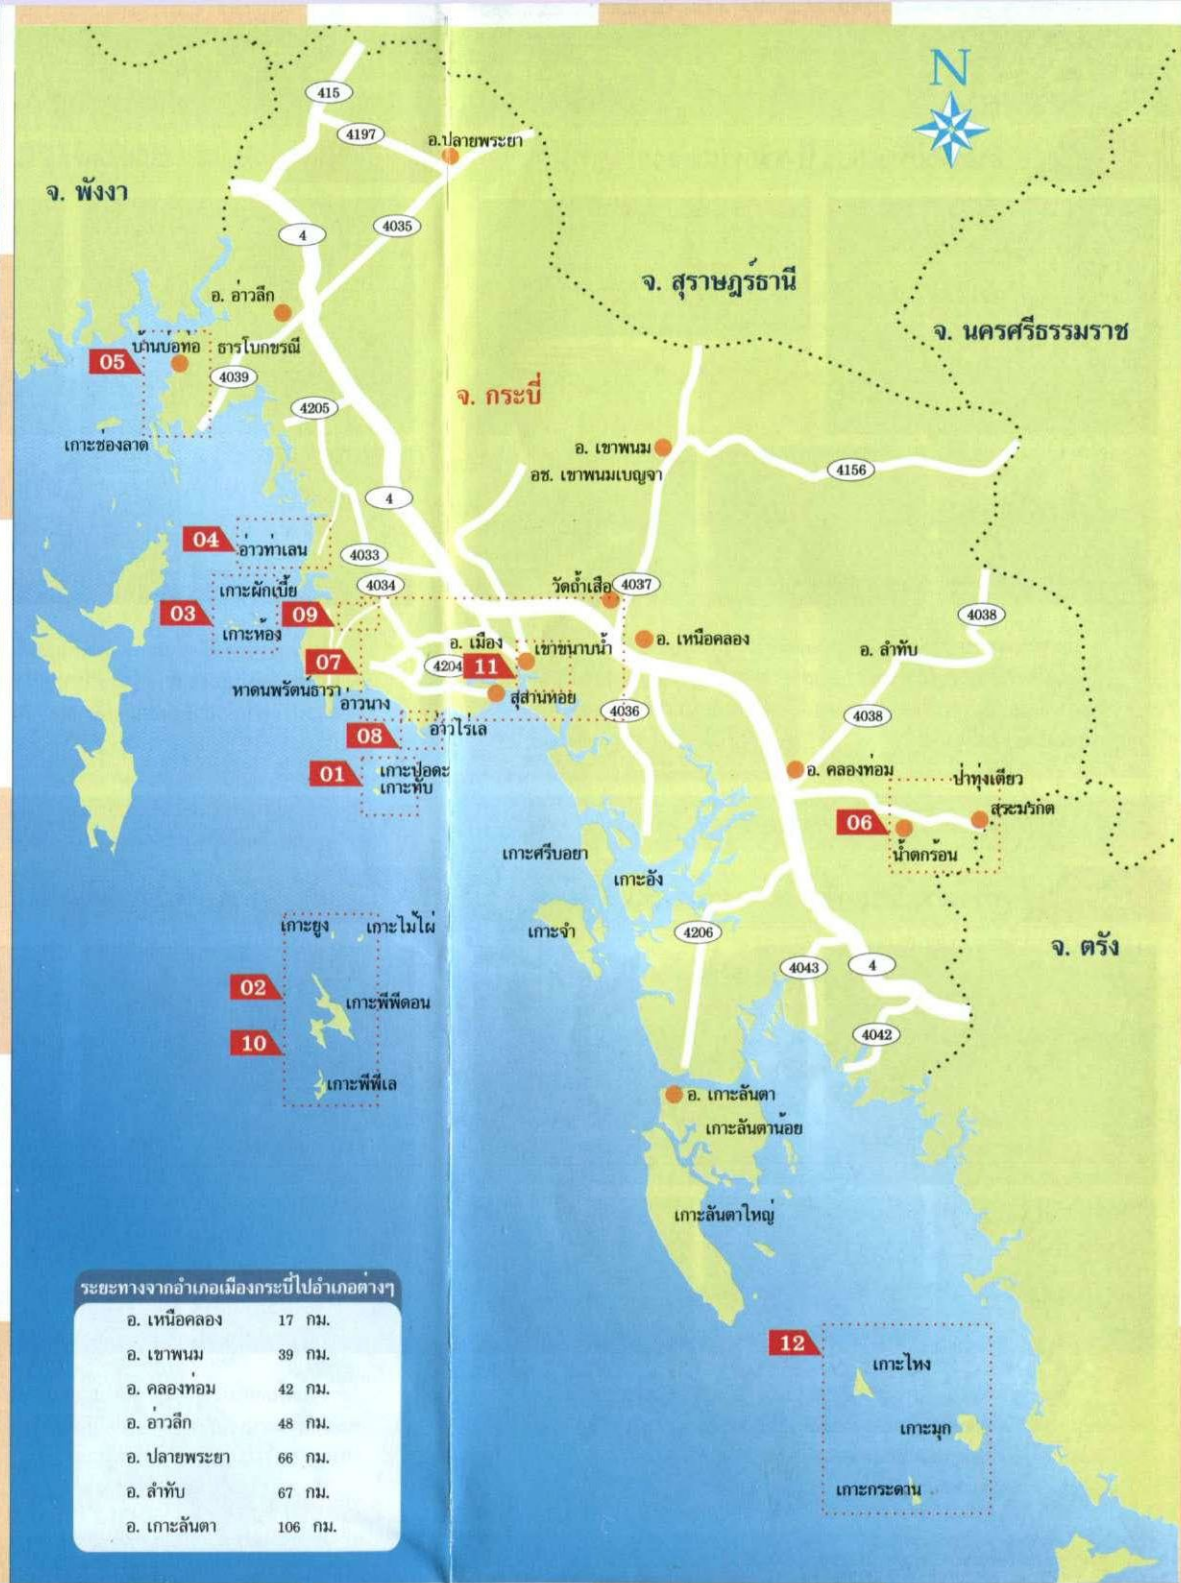 N
415
4197
อ.ปลายพระยา
จ. พังงา
4
4035
จ. สุราษฎร์ธานี
อ. อ่าวลึก
จ. นครศรีธรรมราช
บ้านบ่อท่อ
ธารโบกขรณี
05
4039
จ. กระบี่
4205
เกาะช่องลาด
อ. เขาพนม
อช. เขาพนมเบญจา
4156
4
04
อ่าวท่าเลน
4033
เกาะผักเบี้ย
4034
วัดถ้ำเสือ
4037
03
09
4038
เกาะห้อง
อ. เมือง
เขาขนาบน้ำ
อ. เหนือคลอง
อ. ลำทับ
07
4204
11
หาดนพรัตน์ธารา
อ่าวนาง
สุสานหอย
4036
4038
08
อ่าวไร่เล
01
เกาะปอดะ
เกาะทับ
อ. คลองท่อม
ป่าทุ่งเตียว
สระมรกต
06
น้ำตกร้อน
เกาะศรีบอยา
เกาะอัง
เกาะยูง
เกาะไม้ไผ่
เกาะจำ
4206
จ. ตรัง
4043
4
02
เกาะพีพีดอน
10
4042
เกาะพีพีเล
อ. เกาะลันตา
เกาะลันตาน้อย
เกาะลันตาใหญ่
ระยะทางจากอำเภอเมืองกระบี่ไปอำเภอต่างๆ
อ. เหนือคลอง 17 กม.
อ. เขาพนม 39 กม.
อ. คลองท่อม 42 กม.
อ. อ่าวลึก 48 กม.
อ. ปลายพระยา 66 กม.
อ. ลำทับ 67 กม.
อ. เกาะลันตา 106 กม.
12
เกาะไหง
เกาะมุก
เกาะกระดาน